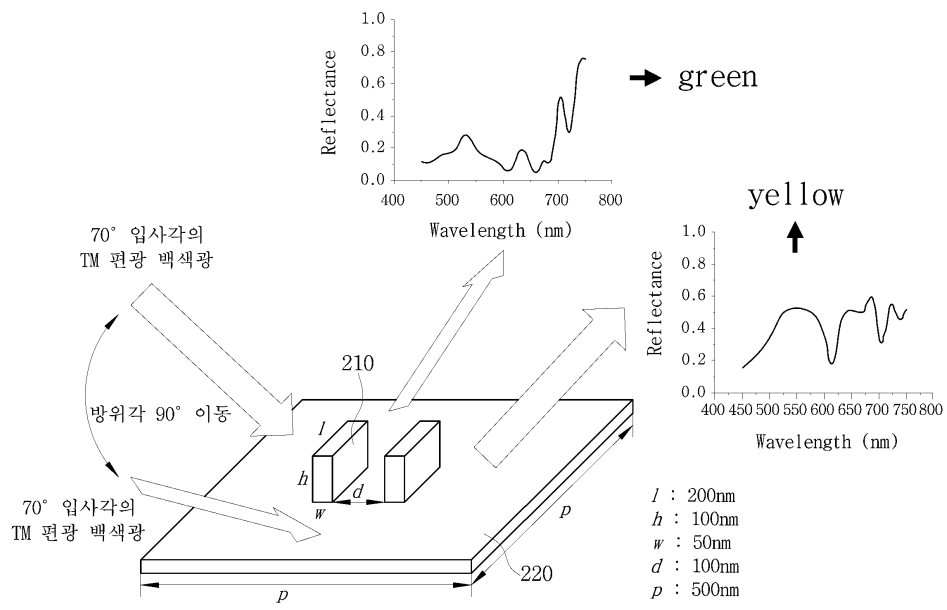 1.0
0.8
0.6
0.4
0.2
0.0
Reflectance
400 500 600 700 800
Wavelength (nm)
green
yellow
1.0
0.8
0.6
0.4
0.2
0.0
Reflectance
400 450 500 550 600 650 700 750 800
Wavelength (nm)
70° 입사각의
TM 편광 백색광
방위각 90° 이동
70° 입사각의
TM 편광 백색광
210
l
h
w
d
p
p
220
l : 200nm
h : 100nm
w : 50nm
d : 100nm
p : 500nm